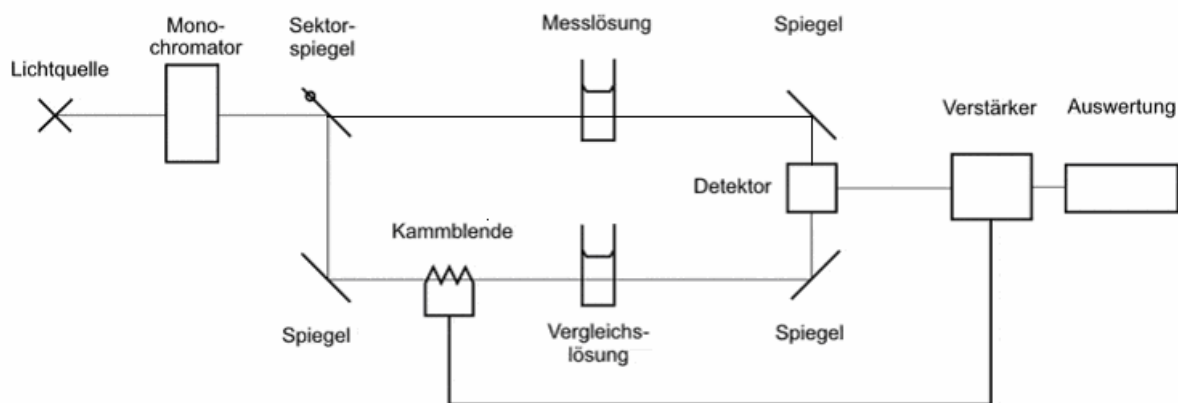 Lichtquelle
Mono-
chromator
Sektor-
spiegel
Messlösung
Spiegel
Verstärker
Auswertung
Detektor
Kammblende
Spiegel
Vergleichs-
lösung
Spiegel